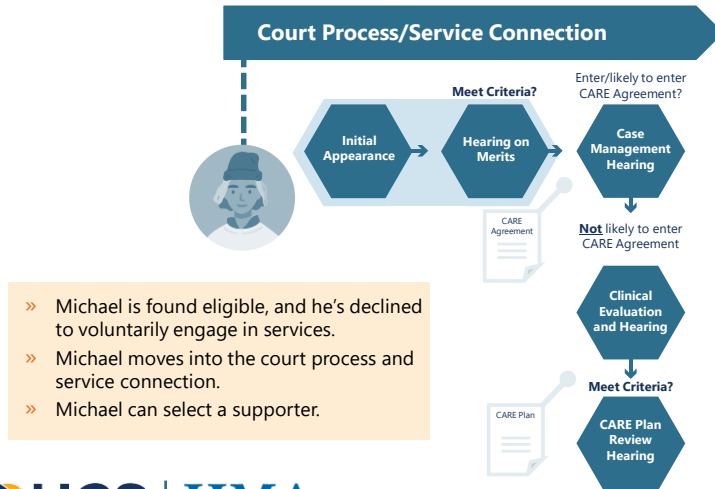 Court Process/Service Connection
Meet Criteria?
Enter/likely to enter
CARE Agreement?
Initial
Appearance
Hearing on
Merits
Case
Management
Hearing
CARE
Agreement
Not likely to enter
CARE Agreement
Clinical
Evaluation
and Hearing
Meet Criteria?
CARE Plan
CARE Plan
Review
Hearing
» Michael is found eligible, and he's declined
to voluntarily engage in services.
» Michael moves into the court process and
service connection.
» Michael can select a supporter.